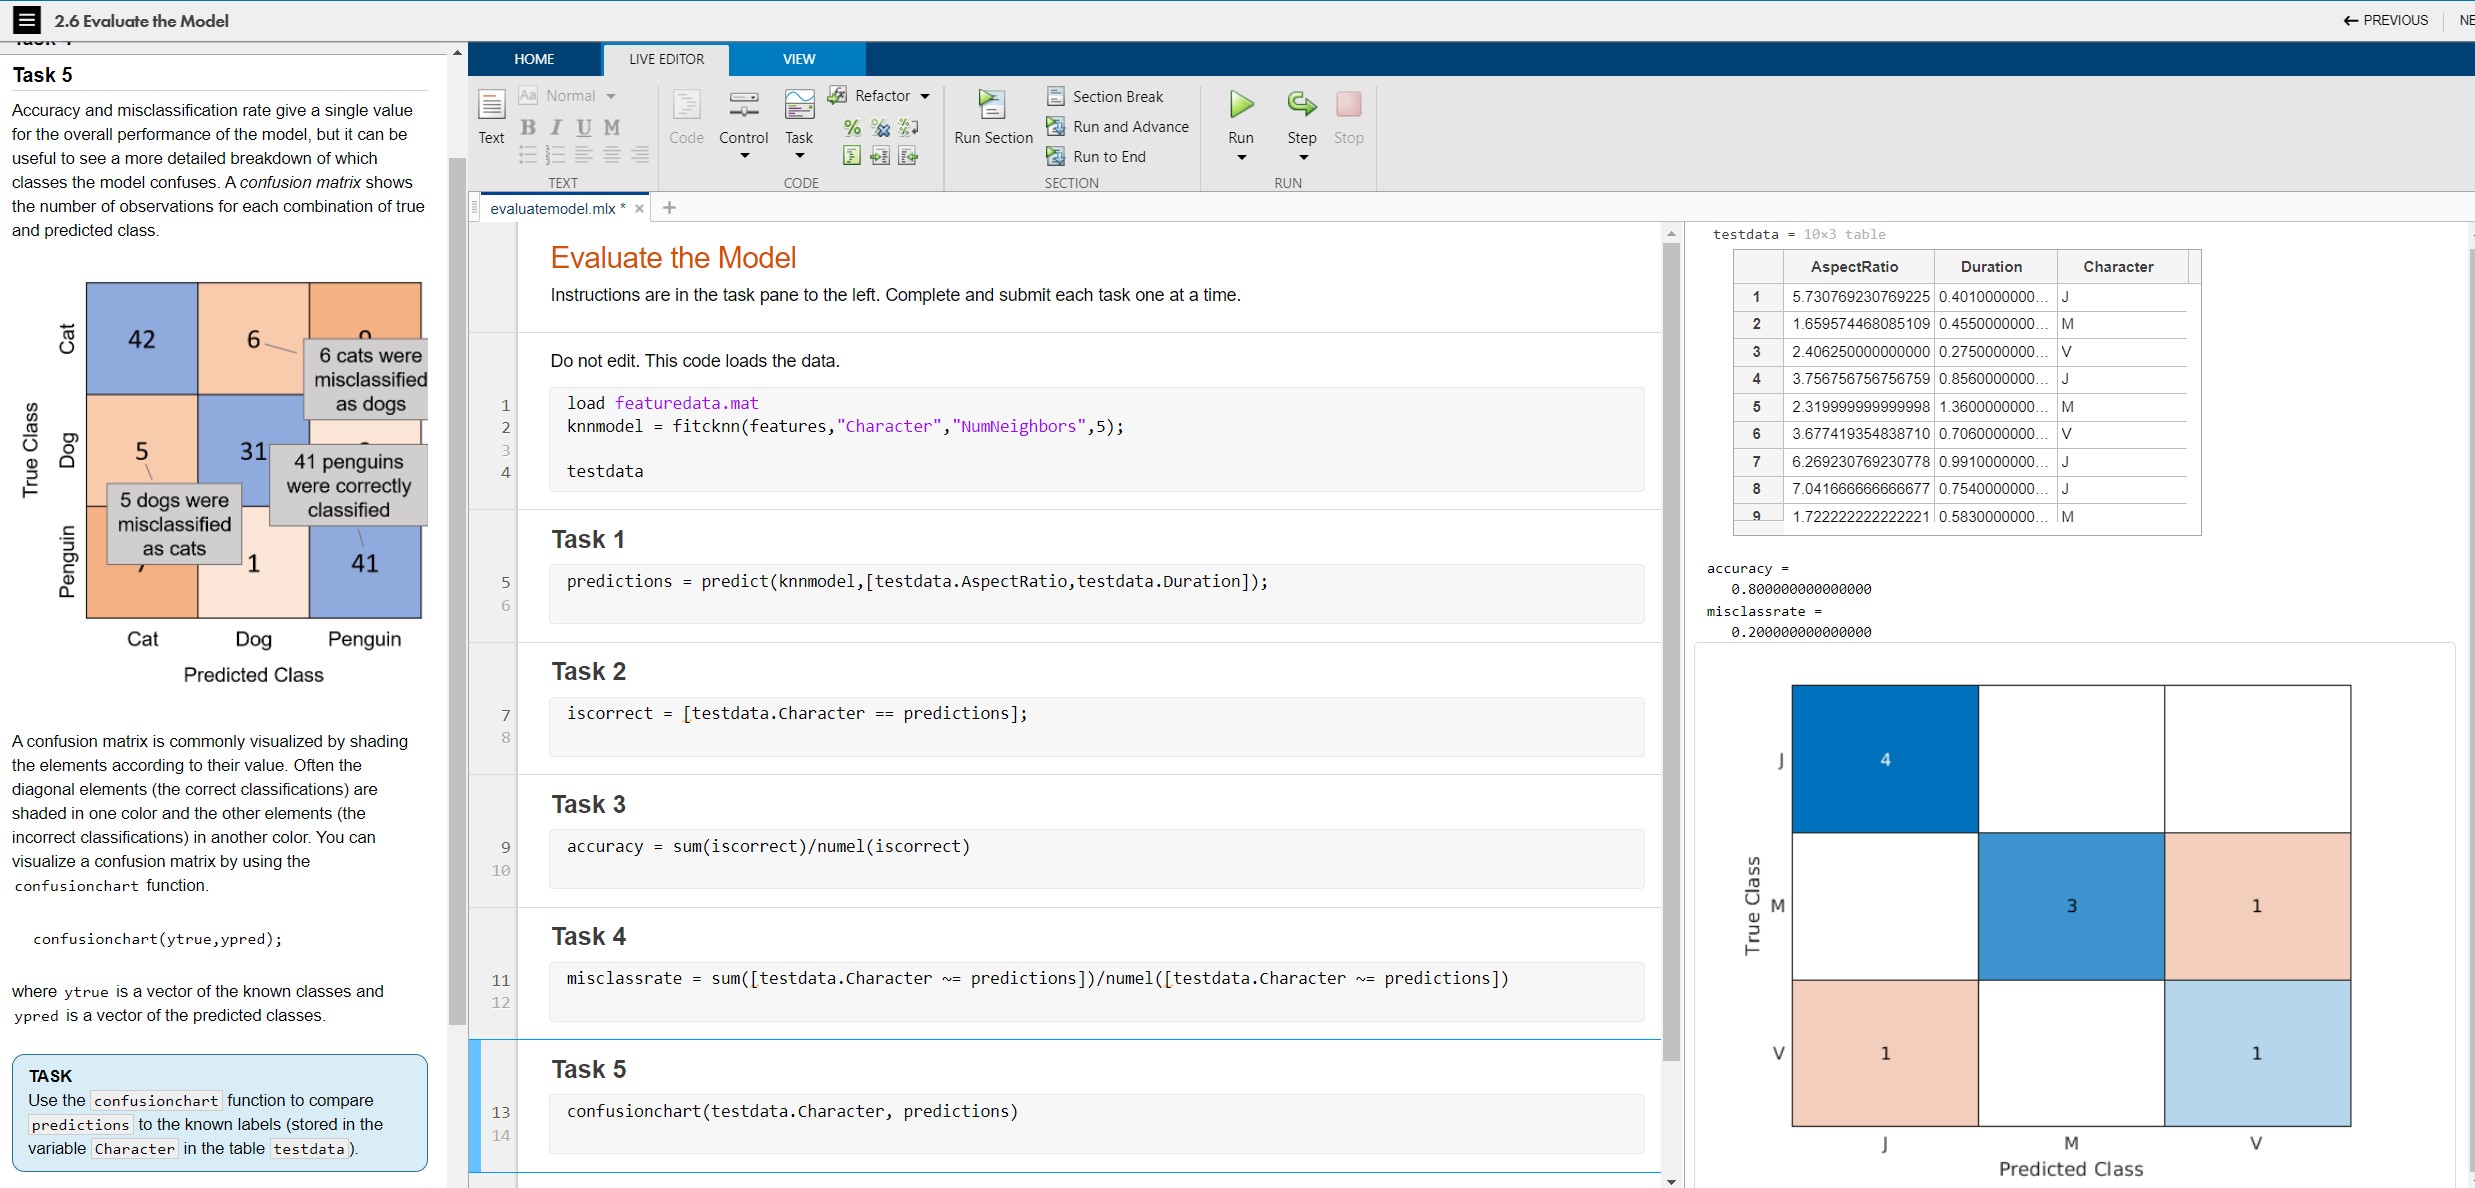 2.6 Evaluate the Model
PREVIOUS
Task 5
Accuracy and misclassification rate give a single value
for the overall performance of the model, but it can be
useful to see a more detailed breakdown of which
classes the model confuses. A confusion matrix shows
the number of observations for each combination of true
and predicted class.
True Class
Cat
42
6
6 cats were
misclassified
as dogs
Dog
5
31
41 penguins
were correctly
classified
5 dogs were
misclassified
as cats
Penguin
1
41
Cat
Dog
Penguin
Predicted Class
A confusion matrix is commonly visualized by shading
the elements according to their value. Often the
diagonal elements (the correct classifications) are
shaded in one color and the other elements (the
incorrect classifications) in another color. You can
visualize a confusion matrix by using the
confusionchart function.
confusionchart(ytrue,ypred);
where ytrue is a vector of the known classes and
ypred is a vector of the predicted classes.
TASK
Use the confusionchart function to compare
predictions to the known labels (stored in the
variable Character in the table testdata).
HOME
LIVE EDITOR
VIEW
Text
Aa Normal
B I U M
TEXT
Code
Control
Task
Refactor
CODE
Run Section
Section Break
Run and Advance
Run to End
SECTION
Run
Step
Stop
RUN
evaluatemodel.mlx * × +
Evaluate the Model
Instructions are in the task pane to the left. Complete and submit each task one at a time.
Do not edit. This code loads the data.
1 load featuredata.mat
2 knnmodel = fitcknn(features,"Character","NumNeighbors",5);
3
4 testdata
Task 1
5 predictions = predict(knnmodel,[testdata.AspectRatio,testdata.Duration]);
6
Task 2
7 iscorrect = [testdata.Character == predictions];
8
Task 3
9 accuracy = sum(iscorrect)/numel(iscorrect)
10
Task 4
11 misclassrate = sum([testdata.Character ~= predictions])/numel([testdata.Character ~= predictions])
12
Task 5
13 confusionchart(testdata.Character, predictions)
14
testdata = 10×3 table
AspectRatio Duration Character
1 5.730769230769225 0.4010000000... J
2 1.659574468085109 0.4550000000... M
3 2.406250000000000 0.2750000000... V
4 3.756756756756759 0.8560000000... J
5 2.319999999999998 1.3600000000... M
6 3.677419354838710 0.7060000000... V
7 6.269230769230778 0.9910000000... J
8 7.041666666666677 0.7540000000... J
9 1.722222222222221 0.5830000000... M
accuracy =
0.800000000000000
misclassrate =
0.200000000000000
True Class
J
4
M
3
1
V
1
1
J
M
V
Predicted Class